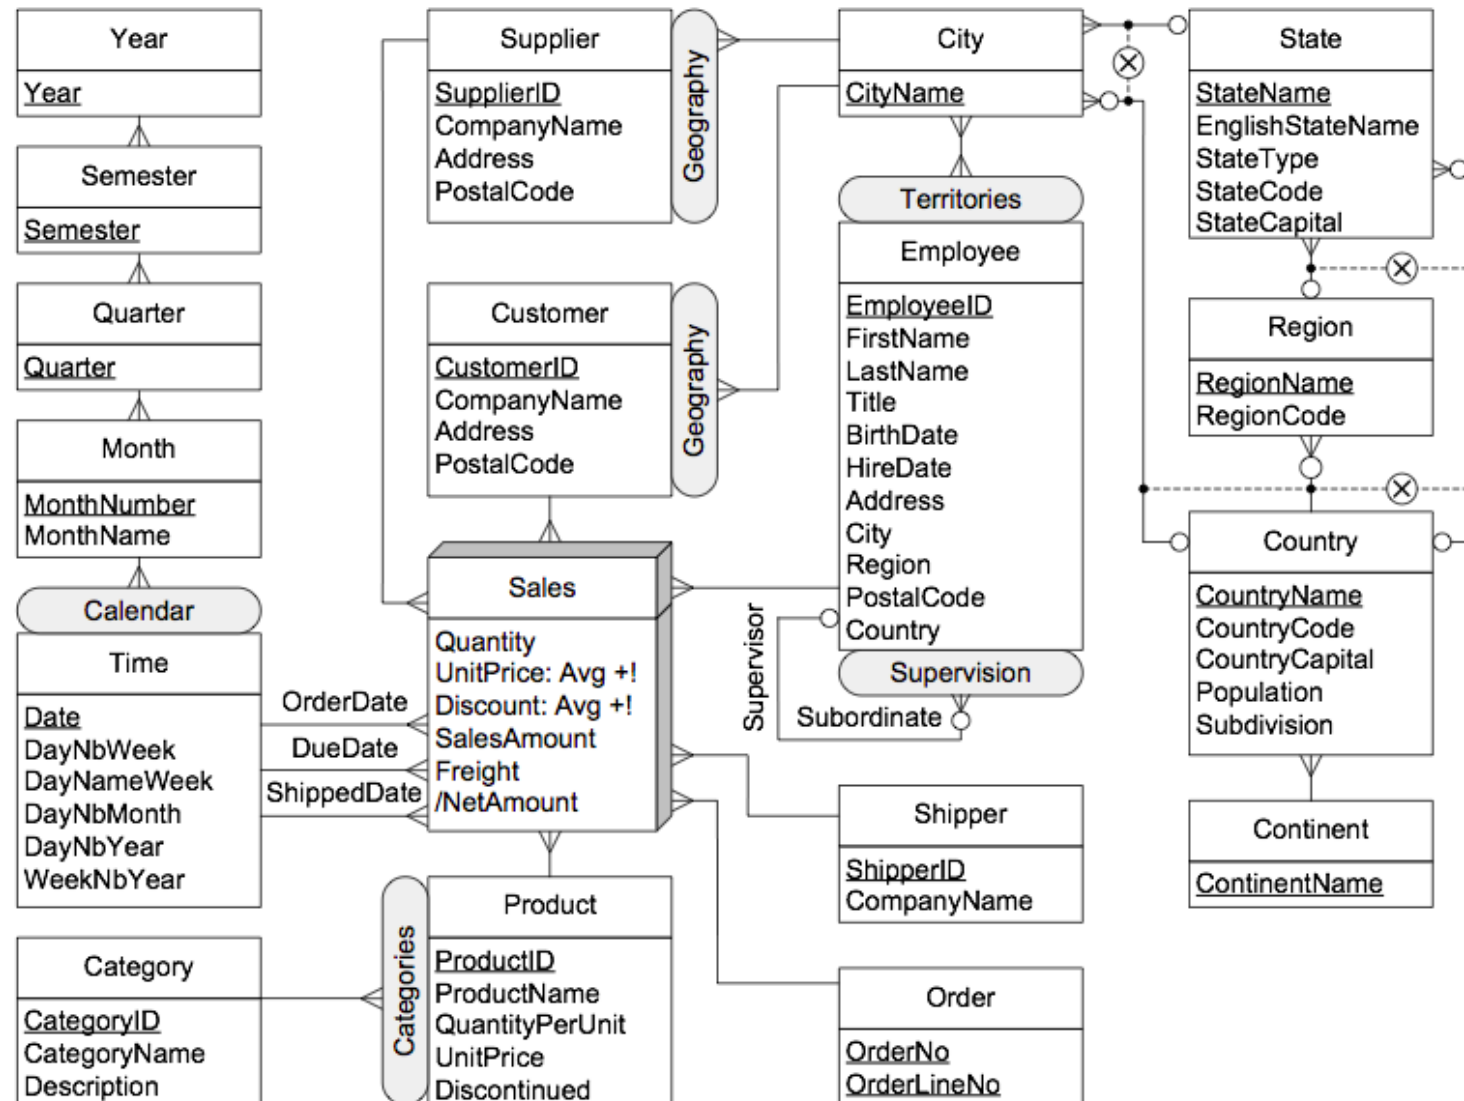 Year
Year
Semester
Semester
Quarter
Quarter
Month
MonthNumber
MonthName
Calendar
Time
Date
DayNbWeek
DayNameWeek
DayNbMonth
DayNbYear
WeekNbYear
Category
CategoryID
CategoryName
Description
OrderDate
DueDate
ShippedDate
Supplier
SupplierID
CompanyName
Address
PostalCode
Geography
Customer
CustomerID
CompanyName
Address
PostalCode
Geography
Sales
Quantity
UnitPrice: Avg +!
Discount: Avg +!
SalesAmount
Freight
/NetAmount
Categories
Product
ProductID
ProductName
QuantityPerUnit
UnitPrice
Discontinued
City
CityName
Territories
Employee
EmployeeID
FirstName
LastName
Title
BirthDate
HireDate
Address
City
Region
PostalCode
Country
Supervision
Supervisor
Subordinate
Shipper
ShipperID
CompanyName
Order
OrderNo
OrderLineNo
State
StateName
EnglishStateName
StateType
StateCode
StateCapital
Region
RegionName
RegionCode
Country
CountryName
CountryCode
CountryCapital
Population
Subdivision
Continent
ContinentName